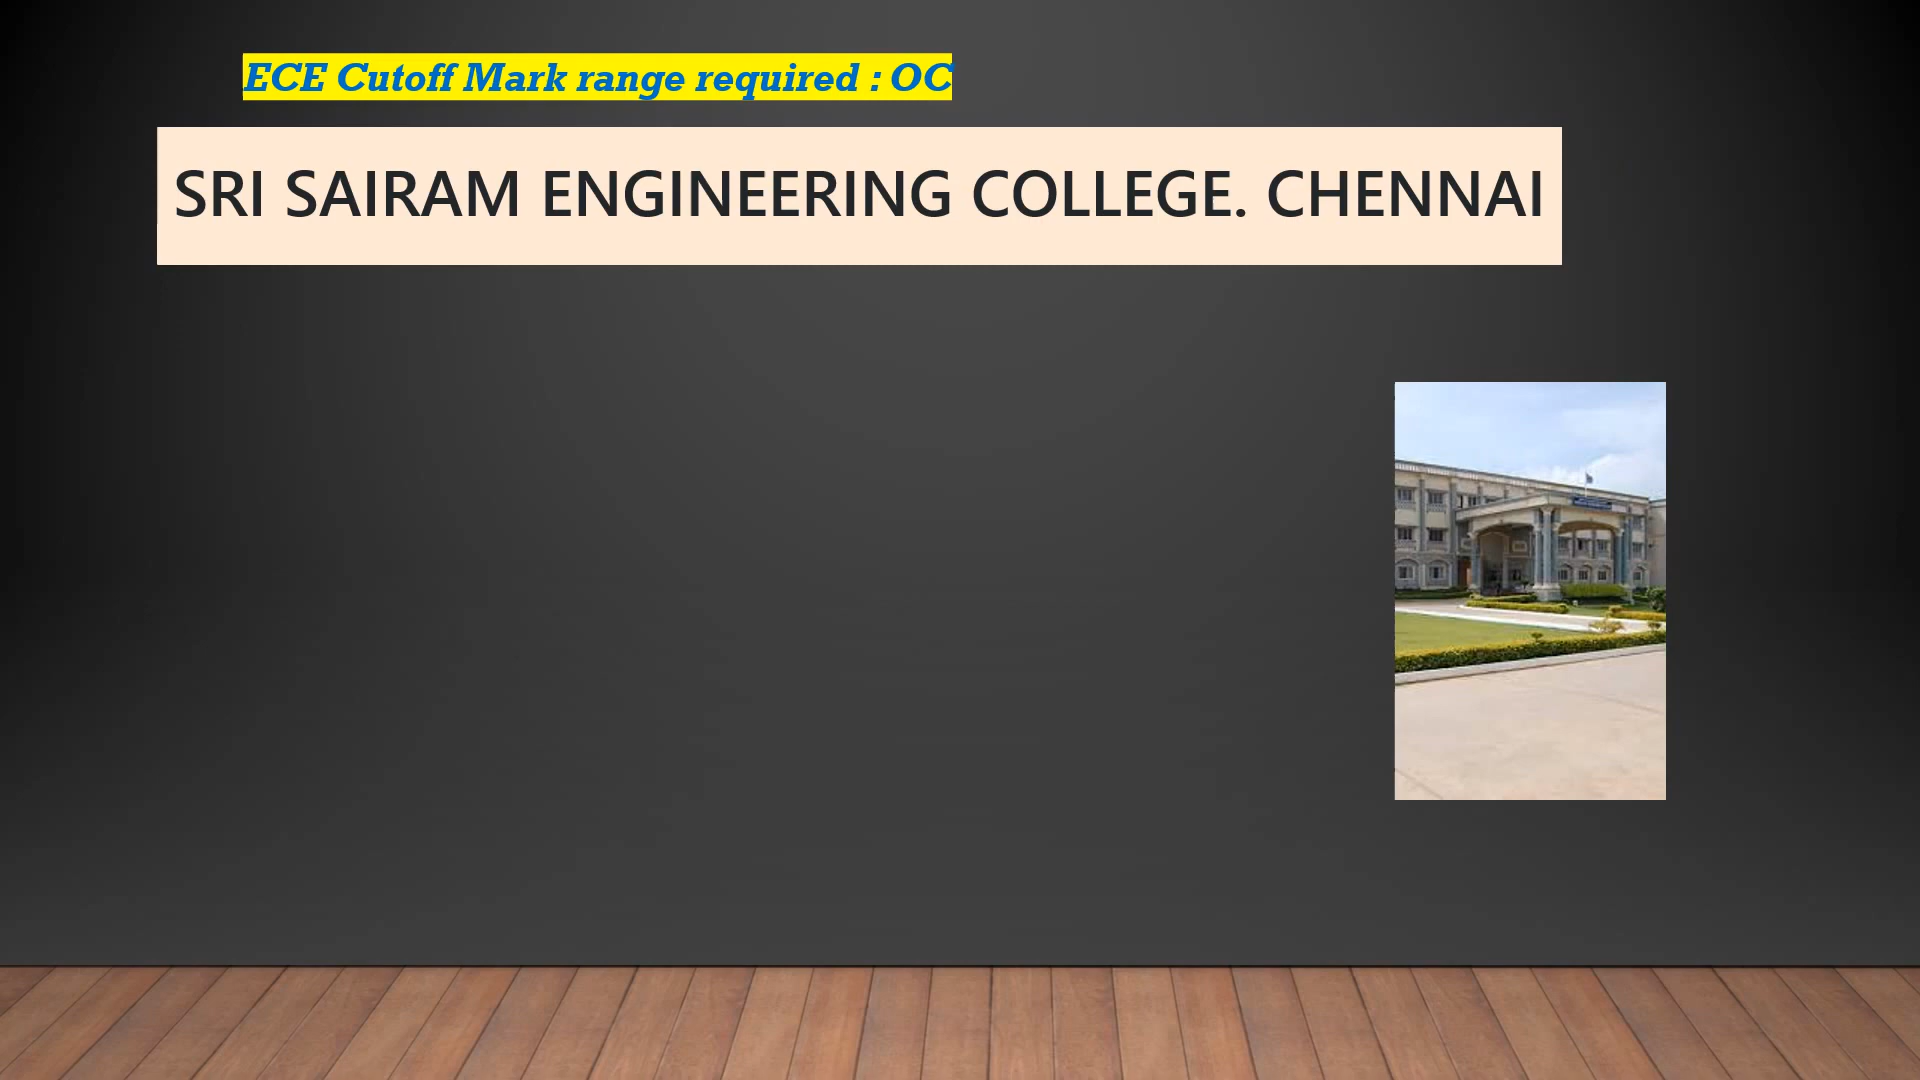 ECE Cutoff Mark range required : OC
SRI SAIRAM ENGINEERING COLLEGE. CHENNAI